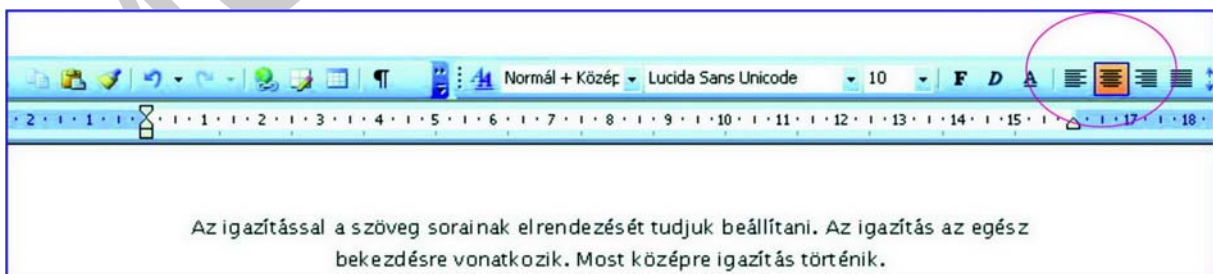 Normál + Közép Lucida Sans Unicode 10 F D A
2 1 1 2 3 4 5 6 7 8 9 10 11 12 13 14 15 17 18
Az igazítással a szöveg sorainak elrendezését tudjuk beállítani. Az igazítás az egész
bekezdésre vonatkozik. Most középre igazítás történik.